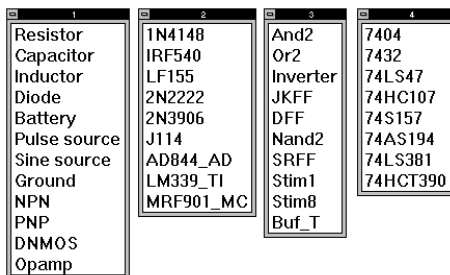 1
Resistor
Capacitor
Inductor
Diode
Battery
Pulse source
Sine source
Ground
NPN
PNP
DNMOS
Opamp
2
1N4148
IRF540
LF155
2N2222
2N3906
J114
AD844_AD
LM339_TI
MRF901_MC
3
And2
Or2
Inverter
JKFF
DFF
Nand2
SRFF
Stim1
Stim8
Buf_T
4
7404
7432
74LS47
74HC107
74S157
74AS194
74LS381
74HCT390